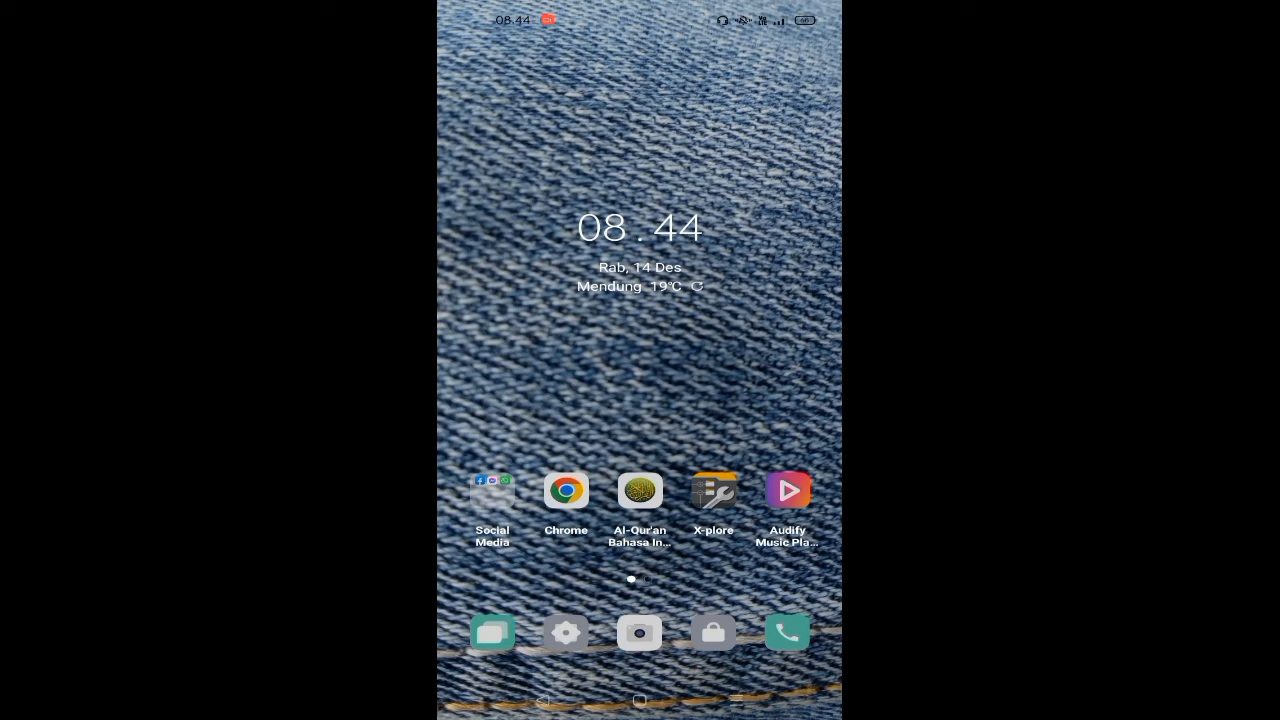 08.44
60
08 . 44
Rab, 14 Des
Mendung 19°C
Social
Media
Chrome
Al-Qur'an
Bahasa In...
X-plore
Audify
Music Pla...